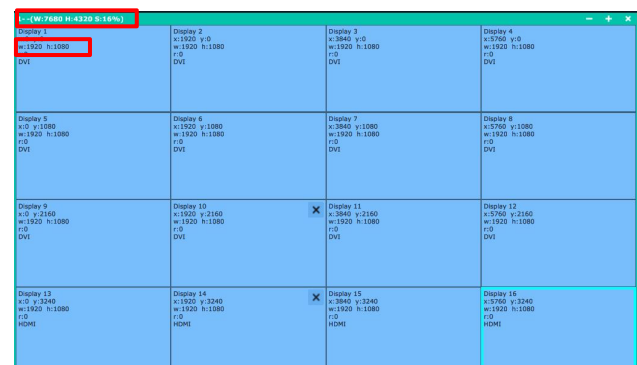 (W:7680 H:4320 S:16%)
Display 1
w:1920 h:1080
DVI
Display 2
x:1920 y:0
w:1920 h:1080
r:0
DVI
Display 3
x:3840 y:0
w:1920 h:1080
r:0
DVI
Display 4
x:5760 y:0
w:1920 h:1080
r:0
DVI
Display 5
x:0 y:1080
w:1920 h:1080
r:0
DVI
Display 6
x:1920 y:1080
w:1920 h:1080
r:0
DVI
Display 7
x:3840 y:1080
w:1920 h:1080
r:0
DVI
Display 8
x:5760 y:1080
w:1920 h:1080
r:0
DVI
Display 9
x:0 y:2160
w:1920 h:1080
r:0
DVI
Display 10
x:1920 y:2160
w:1920 h:1080
r:0
DVI
Display 11
x:3840 y:2160
w:1920 h:1080
r:0
DVI
Display 12
x:5760 y:2160
w:1920 h:1080
r:0
DVI
Display 13
x:0 y:3240
w:1920 h:1080
r:0
HDMI
Display 14
x:1920 y:3240
w:1920 h:1080
r:0
HDMI
Display 15
x:3840 y:3240
w:1920 h:1080
r:0
HDMI
Display 16
x:5760 y:3240
w:1920 h:1080
r:0
HDMI